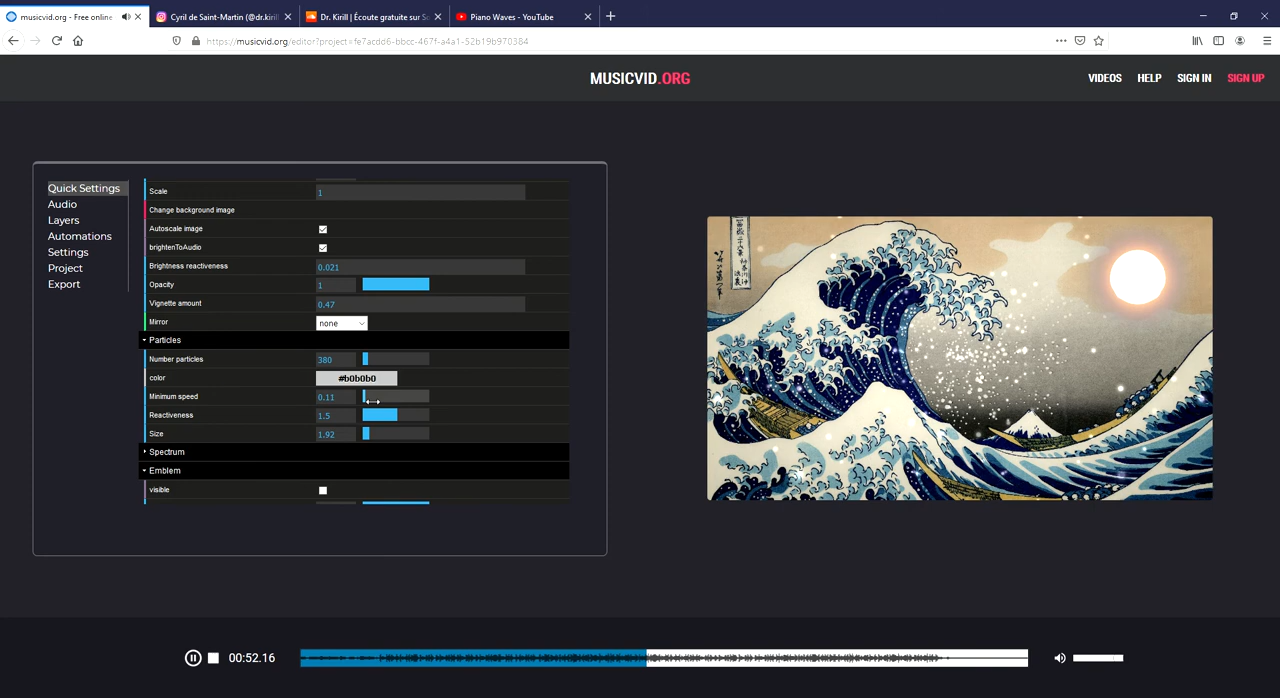 musicvid.org - Free online
Cyril de Saint-Martin (@dr.kiril
Dr. Kirill | Écoute gratuite sur So
Piano Waves - YouTube
https://musicvid.org/editor?project=fe7acdd6-bbcc-467f-a4a1-52b19b970384
MUSICVID.ORG
VIDEOS
HELP
SIGN IN
SIGN UP
Quick Settings
Audio
Layers
Automations
Settings
Project
Export
Scale
1
Change background image
Autoscale image
brightenToAudio
Brightness reactiveness
0.021
Opacity
1
Vignette amount
0.47
Mirror
none
Particles
Number particles
380
color
#b0b0b0
Minimum speed
0.11
Reactiveness
1.5
Size
1.92
Spectrum
Emblem
visible
00:52.16